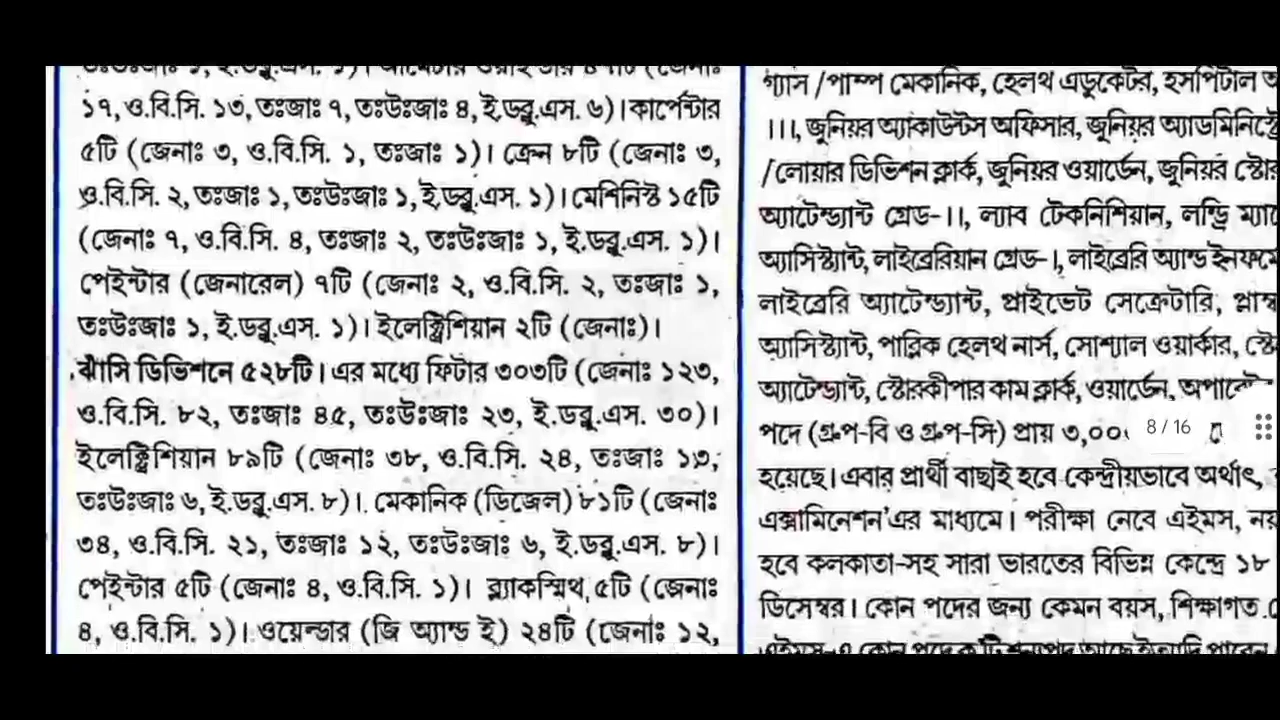 ১৭, ও.বি.সি. ১৩, তঃজাঃ ৭, তঃউঃজাঃ ৪, ই.ডব্লু.এস. ৬)। কার্পেন্টার
৫টি (জেনাঃ ৩, ও.বি.সি. ১, তঃজাঃ ১)। ক্রেন ৮টি (জেনাঃ ৩,
ও.বি.সি. ২, তঃজাঃ ১, তঃউঃজাঃ ১, ই.ডব্লু.এস. ১)। মেশিনিস্ট ১৫টি
(জেনাঃ ৭, ও.বি.সি. ৪, তঃজাঃ ২, তঃউঃজাঃ ১, ই.ডব্লু.এস. ১)।
পেইন্টার (জেনারেল) ৭টি (জেনাঃ ২, ও.বি.সি. ২, তঃজাঃ ১,
তঃউঃজাঃ ১, ই.ডব্লু.এস. ১)। ইলেক্ট্রিশিয়ান ২টি (জেনাঃ)।
ঝাঁসি ডিভিশনে ৫২৮টি। এর মধ্যে ফিটার ৩০৩টি (জেনাঃ ১২৩,
ও.বি.সি. ৮২, তঃজাঃ ৪৫, তঃউঃজাঃ ২৩, ই.ডব্লু.এস. ৩০)।
ইলেক্ট্রিশিয়ান ৮৯টি (জেনাঃ ৩৮, ও.বি.সি. ২৪, তঃজাঃ ১৩,
তঃউঃজাঃ ৬, ই.ডব্লু.এস. ৮)। মেকানিক (ডিজেল) ৮১টি (জেনাঃ
৩৪, ও.বি.সি. ২১, তঃজাঃ ১২, তঃউঃজাঃ ৬, ই.ডব্লু.এস. ৮)।
পেইন্টার ৫টি (জেনাঃ ৪, ও.বি.সি. ১)। ব্ল্যাকস্মিথ ৫টি (জেনাঃ
৪, ও.বি.সি. ১)। ওয়েল্ডার (জি অ্যান্ড ই) ২৪টি (জেনাঃ ১২,
গ্যাস /পাম্প মেকানিক, হেলথ এডুকেটর, হসপিটাল
।।।, জুনিয়র অ্যাকাউন্টস অফিসার, জুনিয়র
/লোয়ার ডিভিশন ক্লার্ক, জুনিয়র ওয়ার্ডেন, জুনিয়র
অ্যাটেন্ড্যান্ট গ্রেড-।।, ল্যাব টেকনিশিয়ান, লন্ড্রি
অ্যাসিস্ট্যান্ট, লাইব্রেরিয়ান গ্রেড-।, লাইব্রেরি অ্যান্ড
লাইব্রেরি অ্যাটেন্ড্যান্ট, প্রাইভেট সেক্রেটারি,
অ্যাসিস্ট্যান্ট, পাব্লিক হেলথ নার্স, সোশ্যাল ওয়ার্কার,
অ্যাটেন্ড্যান্ট, স্টোরকীপার কাম ক্লার্ক, ওয়ার্ডেন,
পদে (গ্রুপ-বি ও গ্রুপ-সি) প্রায় 8 / 16
হয়েছে। এবার প্রার্থী বাছাই হবে কেন্দ্রীয়ভাবে অর্থাৎ,
এক্সামিনেশন'এর মাধ্যমে। পরীক্ষা নেবে এইমস,
হবে কলকাতা-সহ সারা ভারতের বিভিন্ন কেন্দ্রে ১৮
ডিসেম্বর। কোন পদের জন্য কেমন বয়স, শিক্ষাগত